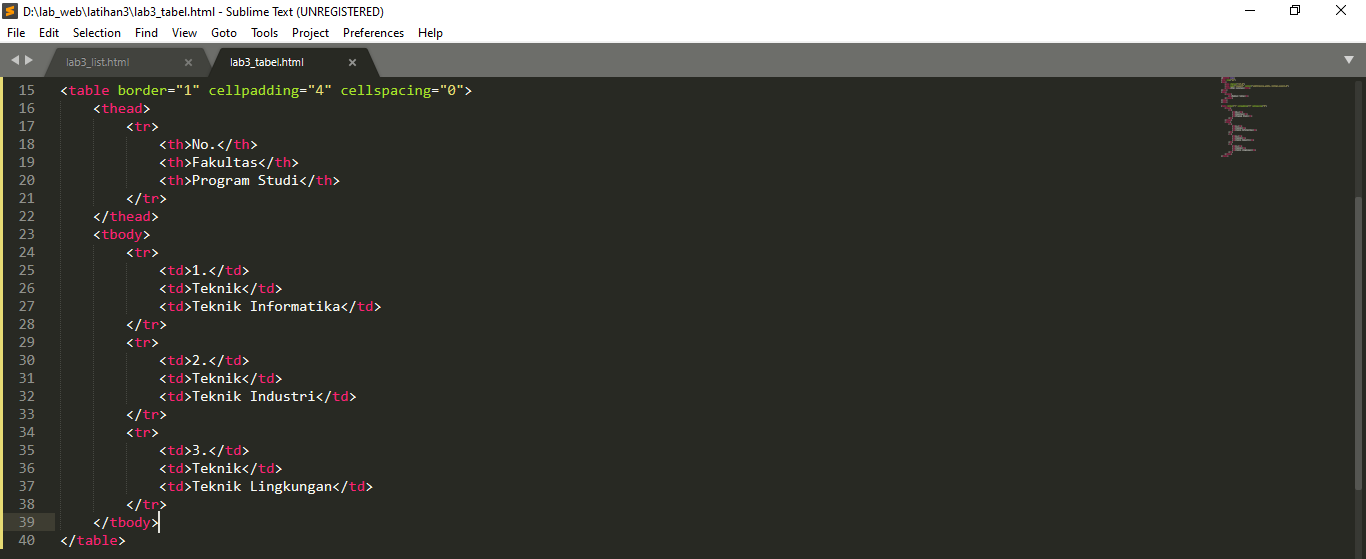 D:\lab_web\latihan3\lab3_tabel.html - Sublime Text (UNREGISTERED)
File Edit Selection Find View Goto Tools Project Preferences Help
lab3_list.html lab3_tabel.html
15 <table border="1" cellpadding="4" cellspacing="0">
16 <thead>
17 <tr>
18 <th>No.</th>
19 <th>Fakultas</th>
20 <th>Program Studi</th>
21 </tr>
22 </thead>
23 <tbody>
24 <tr>
25 <td>1.</td>
26 <td>Teknik</td>
27 <td>Teknik Informatika</td>
28 </tr>
29 <tr>
30 <td>2.</td>
31 <td>Teknik</td>
32 <td>Teknik Industri</td>
33 </tr>
34 <tr>
35 <td>3.</td>
36 <td>Teknik</td>
37 <td>Teknik Lingkungan</td>
38 </tr>
39 </tbody>
40 </table>